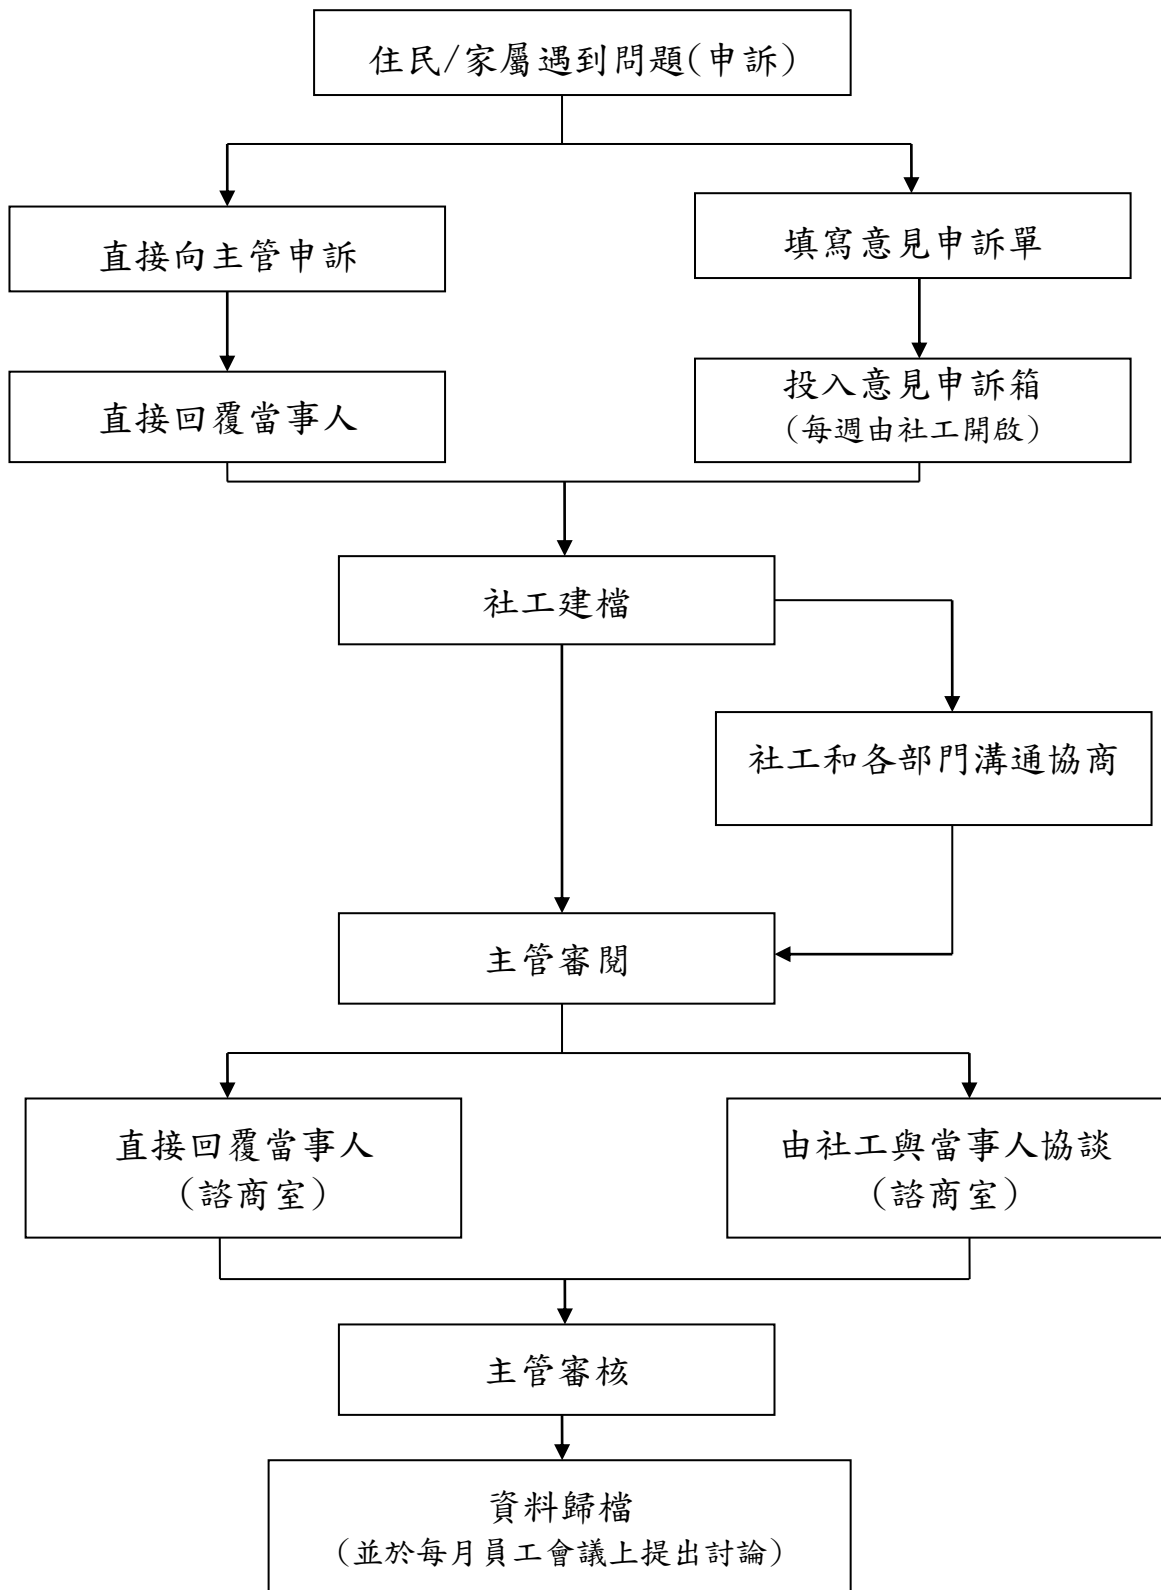 住民/家屬遇到問題(申訴)
直接向主管申訴
填寫意見申訴單
直接回覆當事人
投入意見申訴箱
(每週由社工開啟)
社工建檔
社工和各部門溝通協商
主管審閱
直接回覆當事人
(諮商室)
由社工與當事人協談
(諮商室)
主管審核
資料歸檔
(並於每月員工會議上提出討論)